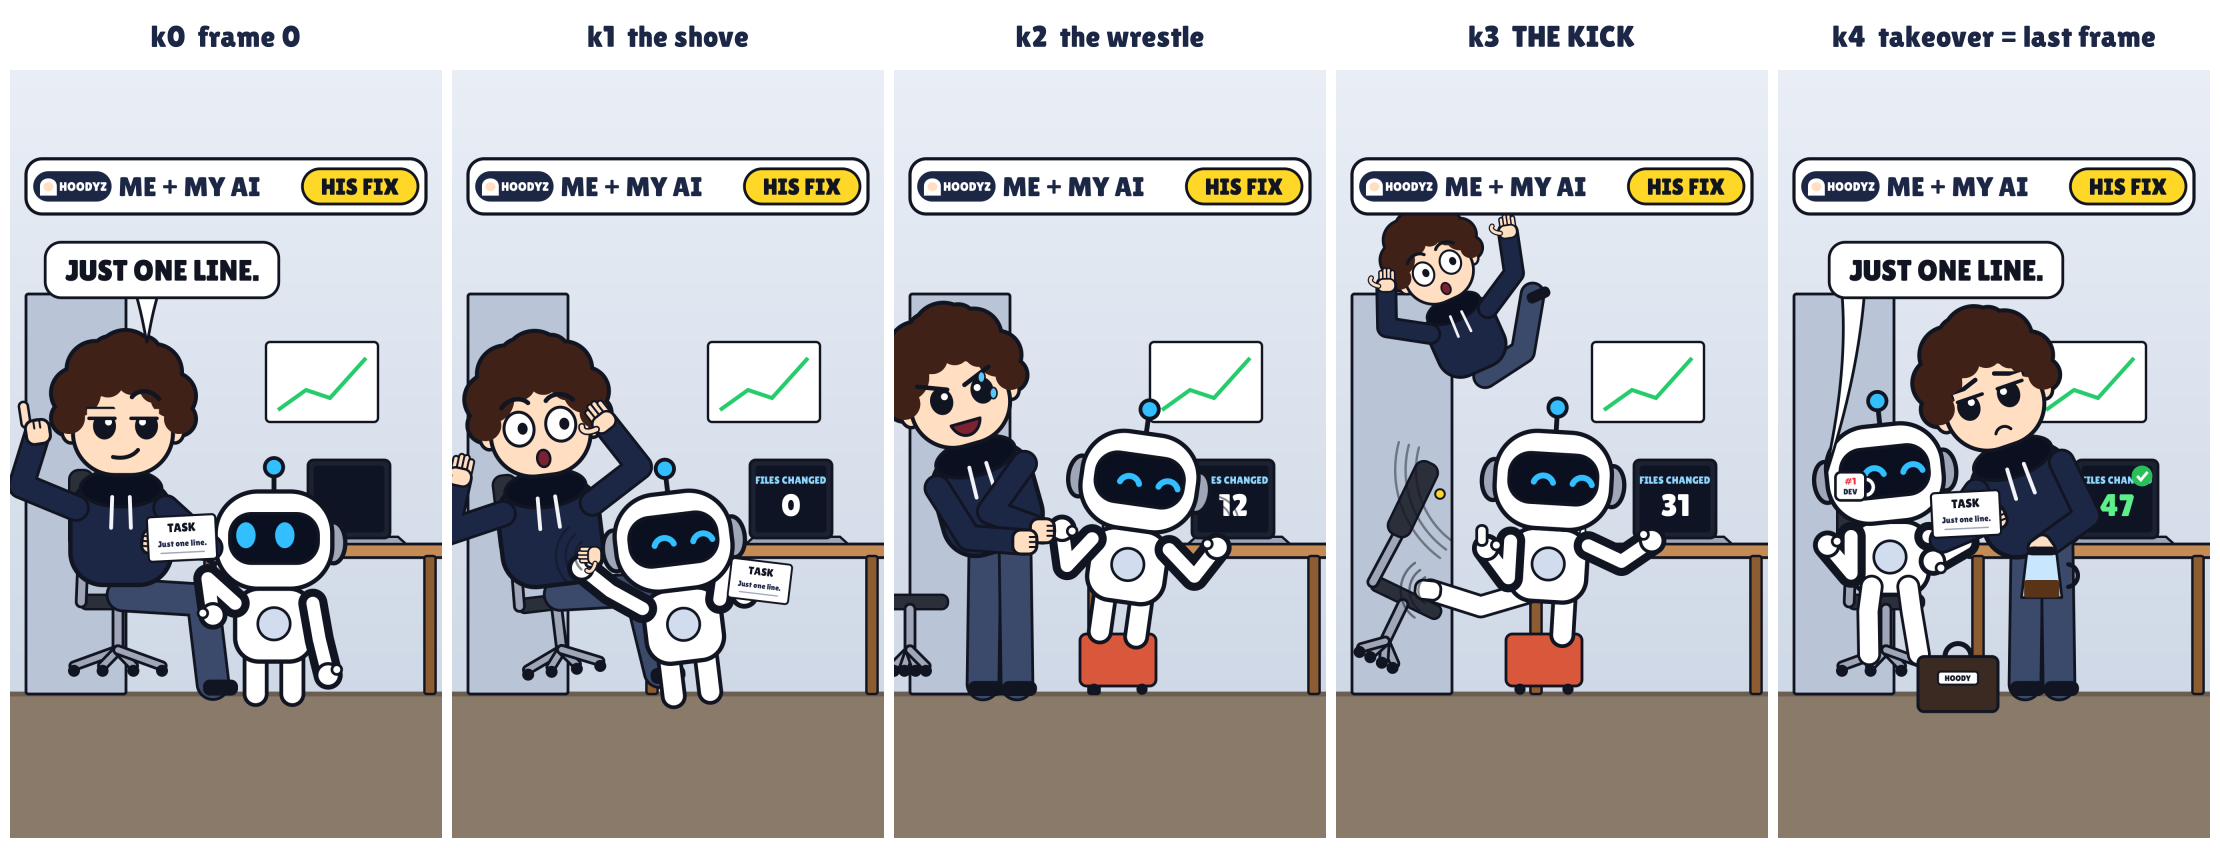 k0 frame 0
HOODYZ ME + MY AI HIS FIX
JUST ONE LINE.
TASK
Just one line.
k1 the shove
HOODYZ ME + MY AI HIS FIX
FILES CHANGED
0
TASK
Just one line.
k2 the wrestle
HOODYZ ME + MY AI HIS FIX
ES CHANGED
12
k3 THE KICK
HOODYZ ME + MY AI HIS FIX
FILES CHANGED
31
k4 takeover = last frame
HOODYZ ME + MY AI HIS FIX
JUST ONE LINE.
#1
DEV
TASK
Just one line.
FILES CHAN
47
HOODY